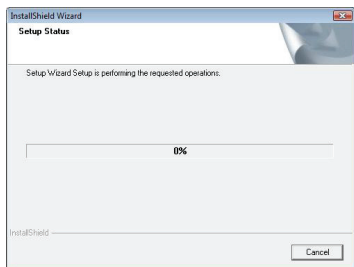 InstallShield Wizard
Setup Status
Setup Wizard Setup is performing the requested operations.
0%
InstallShield
Cancel